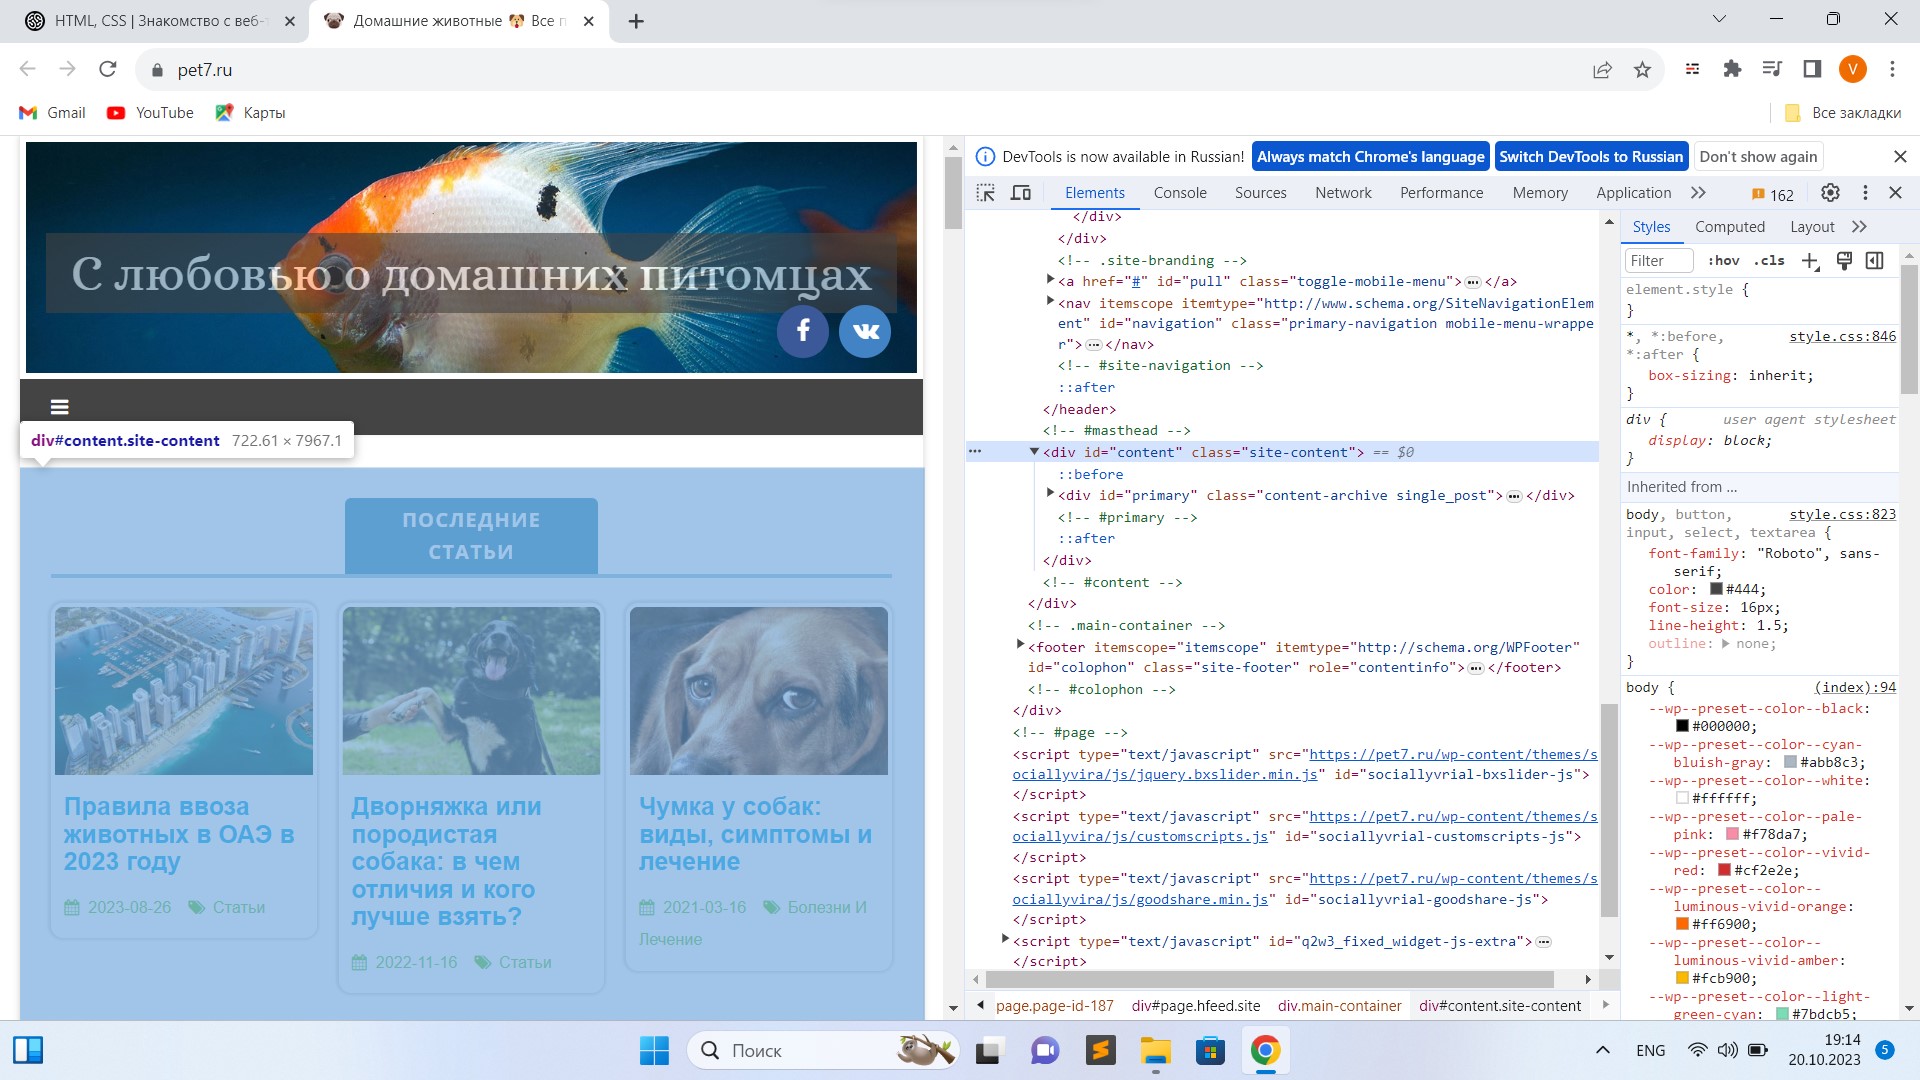 HTML, CSS | Знакомство с веб-т
Домашние животные Все п
pet7.ru
V
Gmail
YouTube
Карты
Все закладки
С любовью о домашних питомцах
div#content.site-content 722.61 × 7967.1
ПОСЛЕДНИЕ
СТАТЬИ
Правила ввоза
животных в ОАЭ в
2023 году
2023-08-26 Статьи
Дворняжка или
породистая
собака: в чем
отличия и кого
лучше взять?
2022-11-16 Статьи
Чумка у собак:
виды, симптомы и
лечение
2021-03-16 Болезни И
Лечение
DevTools is now available in Russian! Always match Chrome's language Switch DevTools to Russian Don't show again
Elements Console Sources Network Performance Memory Application 162
</div>
</div>
<!-- .site-branding -->
<a href="#" id="pull" class="toggle-mobile-menu">…</a>
<nav itemscope itemtype="http://www.schema.org/SiteNavigationElem
ent" id="navigation" class="primary-navigation mobile-menu-wrappe
r">…</nav>
<!-- #site-navigation -->
::after
</header>
<!-- #masthead -->
<div id="content" class="site-content"> == $0
::before
<div id="primary" class="content-archive single_post">…</div>
<!-- #primary -->
::after
</div>
<!-- #content -->
</div>
<!-- .main-container -->
<footer itemscope="itemscope" itemtype="http://schema.org/WPFooter"
id="colophon" class="site-footer" role="contentinfo">…</footer>
<!-- #colophon -->
</div>
<!-- #page -->
<script type="text/javascript" src="https://pet7.ru/wp-content/themes/s
ociallyvira/js/jquery.bxslider.min.js" id="sociallyvrial-bxslider-js">
</script>
<script type="text/javascript" src="https://pet7.ru/wp-content/themes/s
ociallyvira/js/customscripts.js" id="sociallyvrial-customscripts-js">
</script>
<script type="text/javascript" src="https://pet7.ru/wp-content/themes/s
ociallyvira/js/goodshare.min.js" id="sociallyvrial-goodshare-js">
</script>
<script type="text/javascript" id="q2w3_fixed_widget-js-extra">…
</script>
page.page-id-187 div#page.hfeed.site div.main-container div#content.site-content
Styles Computed Layout
Filter :hov .cls
element.style {
}
*, *:before, style.css:846
*:after {
box-sizing: inherit;
}
div { user agent stylesheet
display: block;
}
Inherited from ...
body, button, style.css:823
input, select, textarea {
font-family: "Roboto", sans-
serif;
color: #444;
font-size: 16px;
line-height: 1.5;
outline: none;
}
body { (index):94
--wp--preset--color--black:
#000000;
--wp--preset--color--cyan-
bluish-gray: #abb8c3;
--wp--preset--color--white:
#ffffff;
--wp--preset--color--pale-
pink: #f78da7;
--wp--preset--color--vivid-
red: #cf2e2e;
--wp--preset--color--
luminous-vivid-orange:
#ff6900;
--wp--preset--color--
luminous-vivid-amber:
#fcb900;
--wp--preset--color--light-
green-cyan: #7bdcb5;
Поиск
ENG
19:14
20.10.2023
5